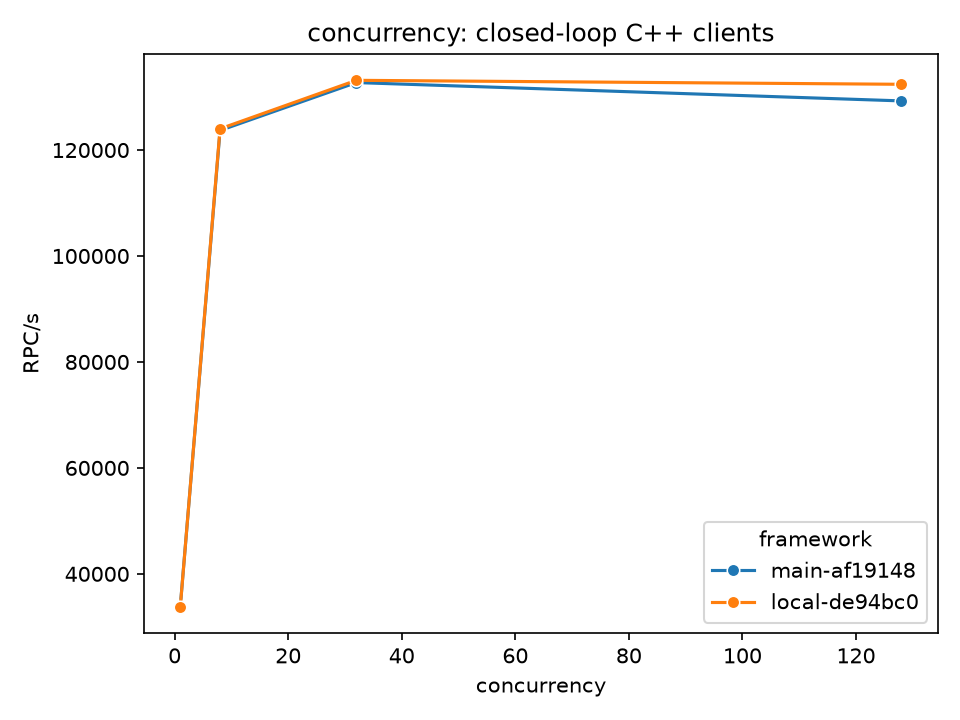 concurrency: closed-loop C++ clients
RPC/s
120000
100000
80000
60000
40000
0 20 40 60 80 100 120
concurrency
framework
main-af19148
local-de94bc0